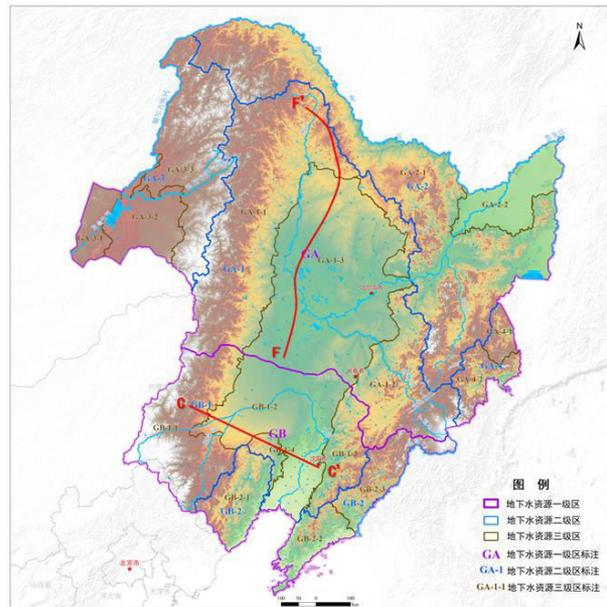 N
F'
GA-3-3
GA-3
GA-3-2
GA-3-1
GA-1-1
GA-1
GA-2-1
GA-2
GA-2-2
GA
GA-1-3
F
GA-1-2
C
GB-1
GB-1-1
GB-1-2
GB
C'
GB-2-1
GB-2
GB-2
GB-2-3
GB-2-2
北京市
图 例
地下水资源一级区
地下水资源二级区
地下水资源三级区
GA 地下水资源一级区标注
GA-1 地下水资源二级区标注
GA-1-1 地下水资源三级区标注